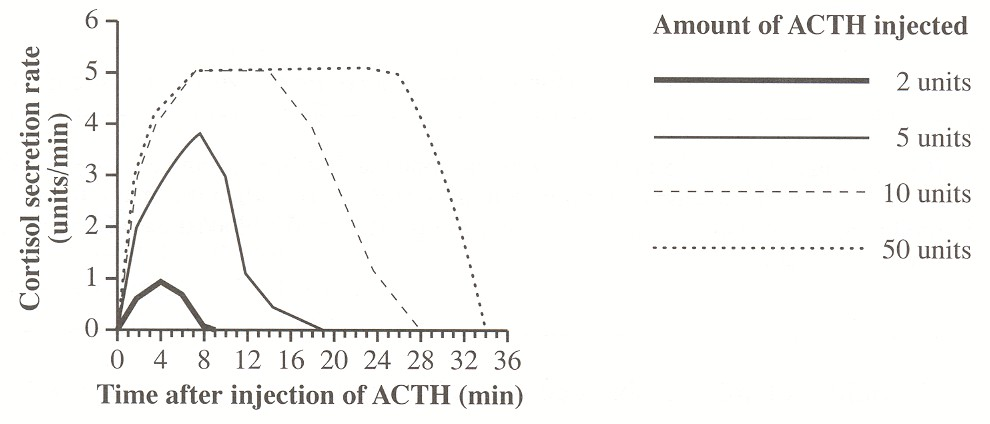 Cortisol secretion rate
(units/min)
6
5
4
3
2
1
0
0 4 8 12 16 20 24 28 32 36
Time after injection of ACTH (min)
Amount of ACTH injected
2 units
5 units
10 units
50 units